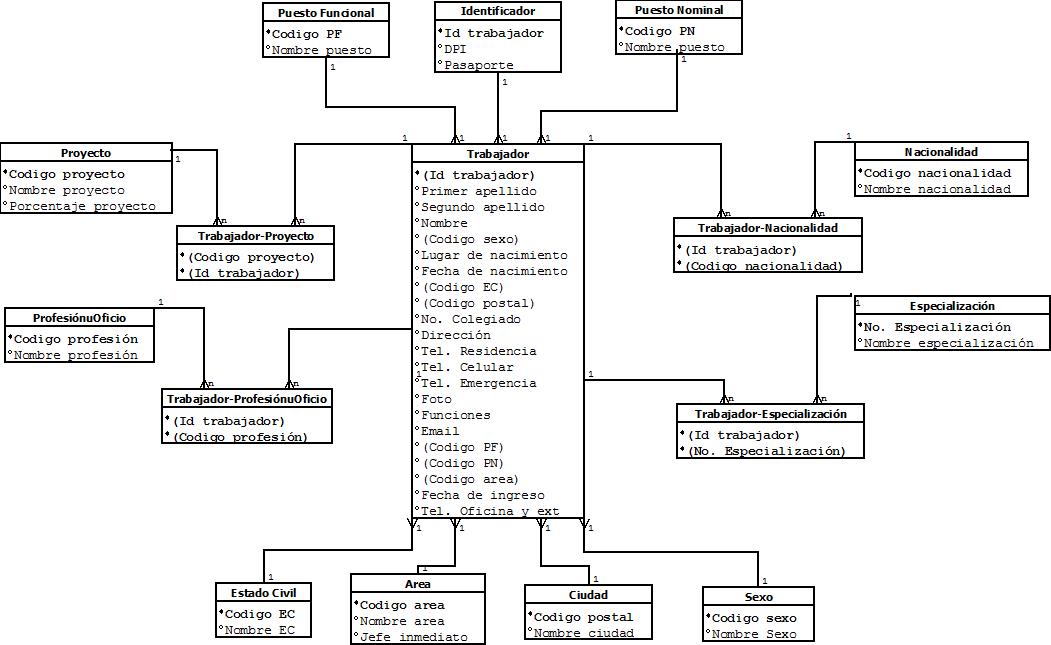 Puesto Funcional
Codigo PF
Nombre puesto
1
Identificador
Id trabajador
DPI
Pasaporte
1
Puesto Nominal
Codigo PN
Nombre puesto
1
1
1
1
1
1
1
Proyecto
Codigo proyecto
Nombre proyecto
Porcentaje proyecto
1
n
n
Trabajador-Proyecto
(Codigo proyecto)
(Id trabajador)
ProfesiónuOficio
Codigo profesión
Nombre profesión
1
n
n
Trabajador-ProfesiónuOficio
(Id trabajador)
(Codigo profesión)
Trabajador
(Id trabajador)
Primer apellido
Segundo apellido
Nombre
(Codigo sexo)
Lugar de nacimiento
Fecha de nacimiento
(Codigo EC)
(Codigo postal)
No. Colegiado
Dirección
Tel. Residencia
Tel. Celular
1
Tel. Emergencia
Foto
Funciones
Email
(Codigo PF)
(Codigo PN)
(Codigo area)
Fecha de ingreso
Tel. Oficina y ext
1
1
1
1
1
Nacionalidad
Codigo nacionalidad
Nombre nacionalidad
n
n
Trabajador-Nacionalidad
(Id trabajador)
(Codigo nacionalidad)
Especialización
1
No. Especialización
Nombre especialización
1
n
n
Trabajador-Especialización
(Id trabajador)
(No. Especialización)
1
Estado Civil
Codigo EC
Nombre EC
1
Area
Codigo area
Nombre area
Jefe inmediato
1
Ciudad
Codigo postal
Nombre ciudad
1
Sexo
Codigo sexo
Nombre Sexo